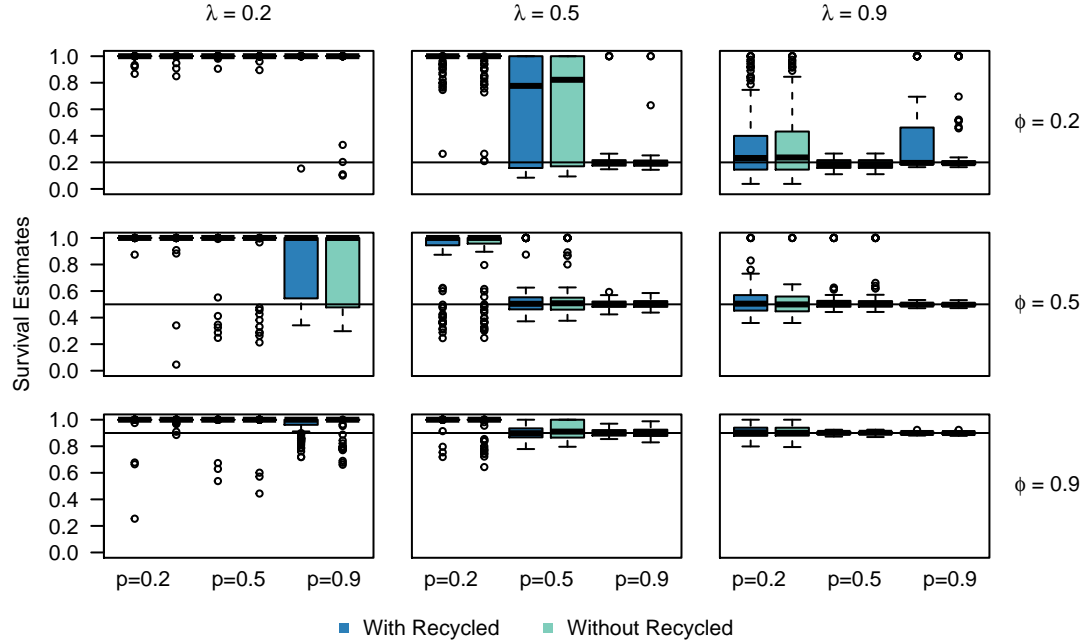 λ = 0.2 λ = 0.5 λ = 0.9
1.0
0.8
0.6
0.4
0.2
0.0
φ = 0.2
Survival Estimates
1.0
0.8
0.6
0.4
0.2
0.0
φ = 0.5
1.0
0.8
0.6
0.4
0.2
0.0
φ = 0.9
p=0.2 p=0.5 p=0.9 p=0.2 p=0.5 p=0.9 p=0.2 p=0.5 p=0.9
With Recycled Without Recycled